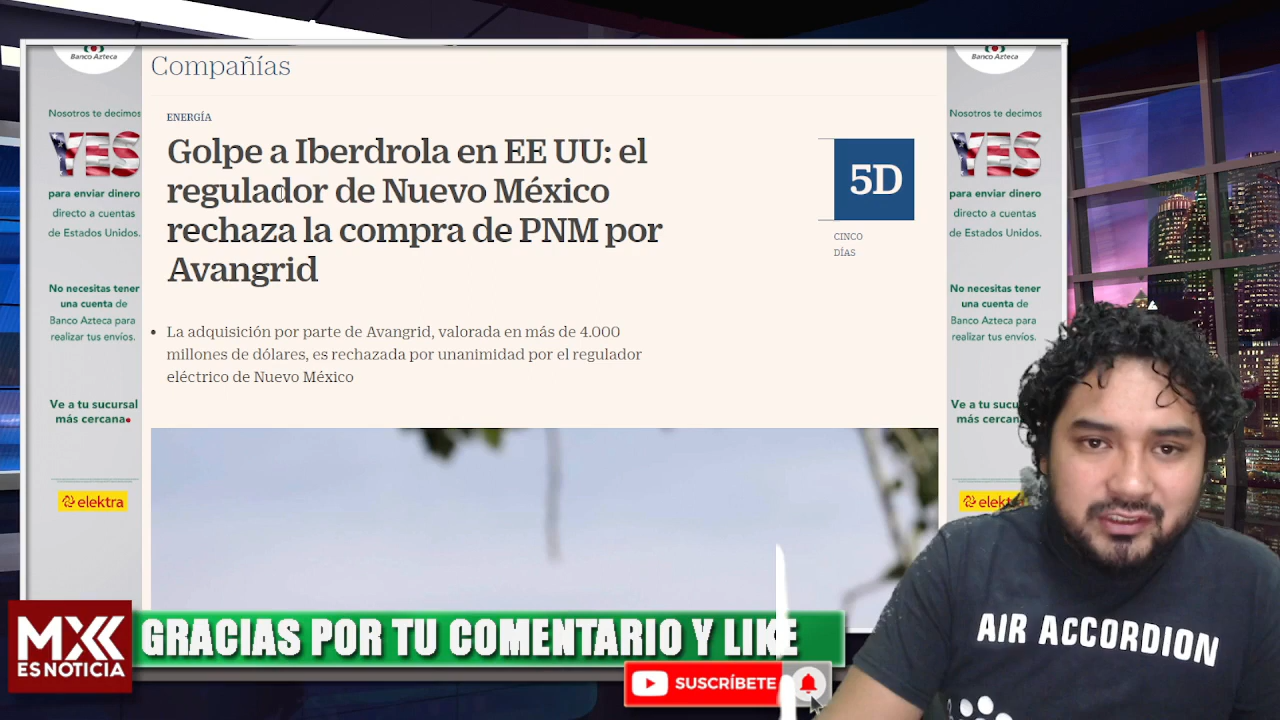 Banco Azteca
Nosotros te decimos
YES
para enviar dinero
directo a cuentas
de Estados Unidos.
No necesitas tener
una cuenta de
Banco Azteca para
realizar tus envíos.
Ve a tu sucursal
más cercana
elektra
Compañías
ENERGÍA
Golpe a Iberdrola en EE UU: el
regulador de Nuevo México
rechaza la compra de PNM por
Avangrid
5D
CINCO
DÍAS
• La adquisición por parte de Avangrid, valorada en más de 4.000
millones de dólares, es rechazada por unanimidad por el regulador
eléctrico de Nuevo México
Banco Azteca
Nosotros te decimos
YES
para enviar dinero
directo a cuentas
de Estados Unidos.
No necesitas tener
una cuenta de
Banco Azteca para
realizar tus envíos.
Ve a tu sucu
más cercan
elekt
AIR ACCORDION
MX
ES NOTICIA
GRACIAS POR TU COMENTARIO Y LIKE
SUSCRÍBETE